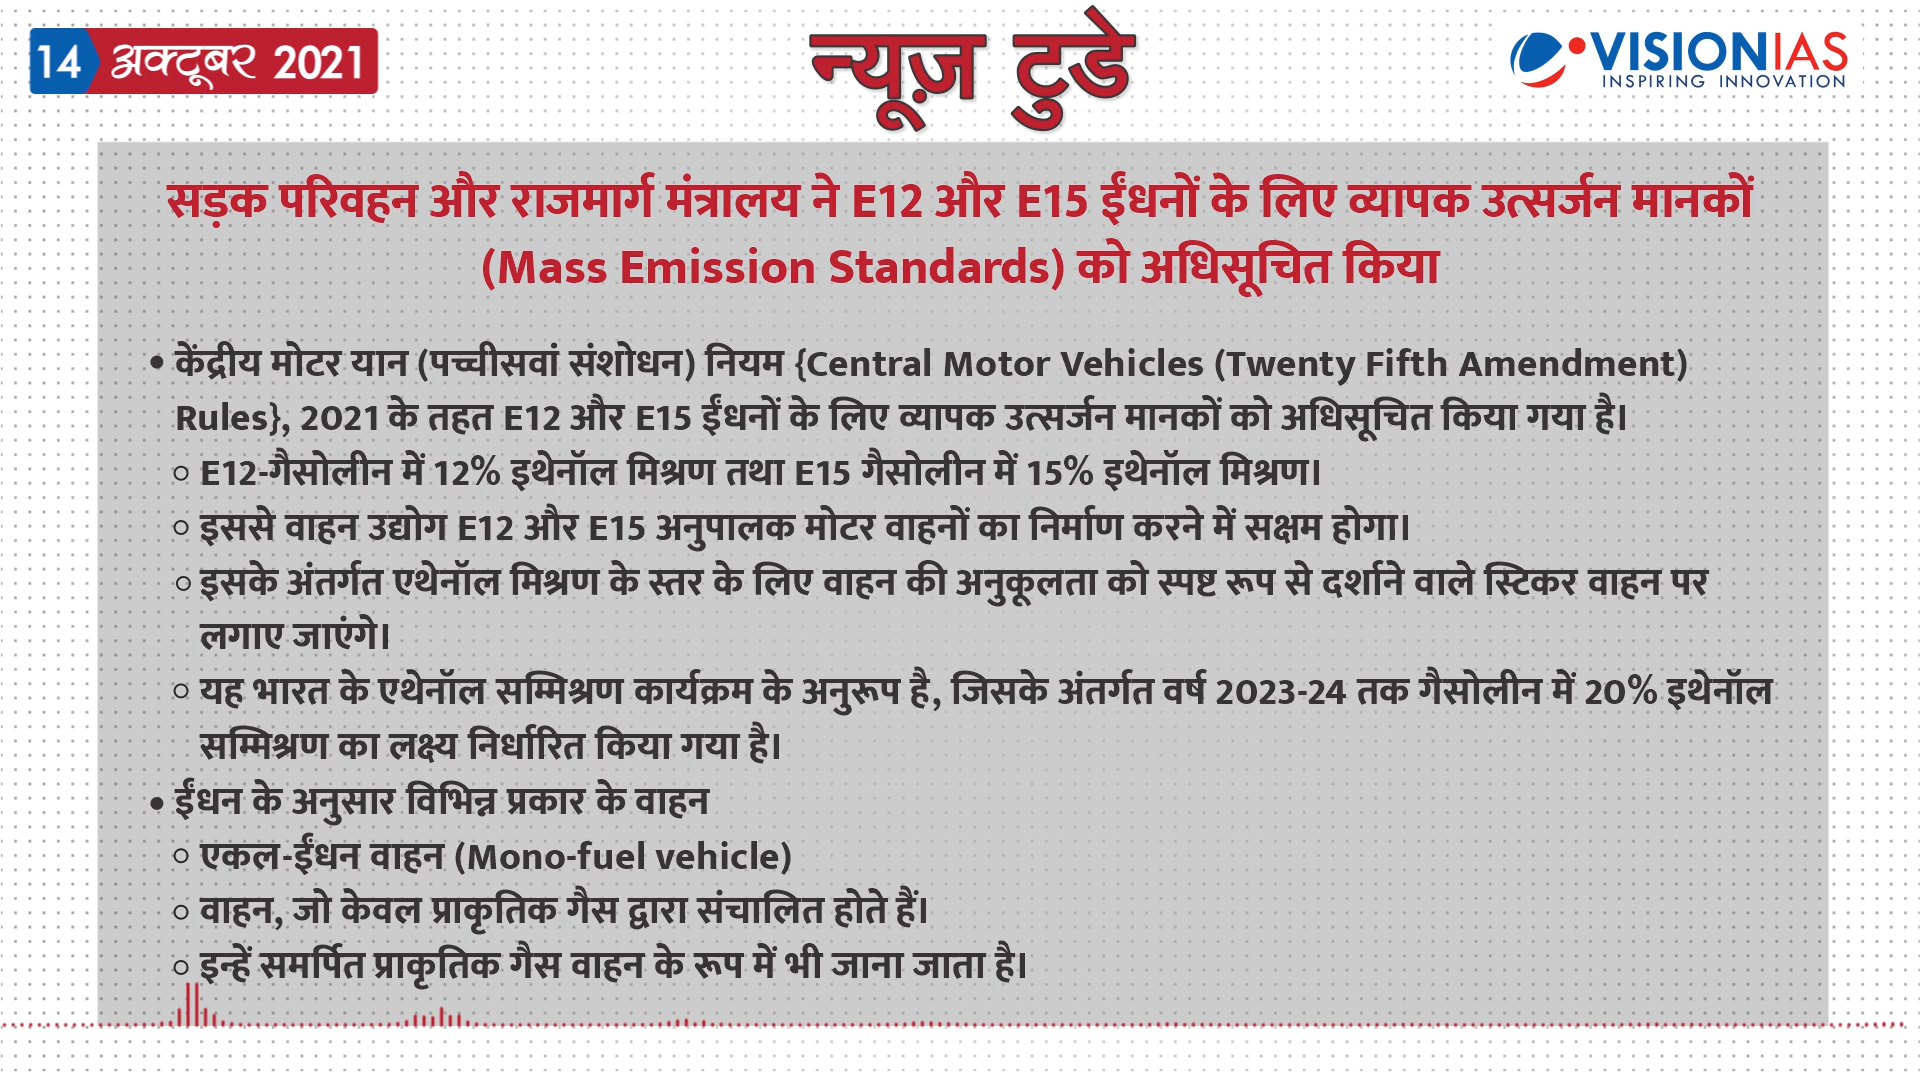 14 अक्टूबर 2021
न्यूज़ टुडे
VISIONIAS
INSPIRING INNOVATION
सड़क परिवहन और राजमार्ग मंत्रालय ने E12 और E15 ईंधनों के लिए व्यापक उत्सर्जन मानकों
(Mass Emission Standards) को अधिसूचित किया
• केंद्रीय मोटर यान (पच्चीसवां संशोधन) नियम {Central Motor Vehicles (Twenty Fifth Amendment)
Rules}, 2021 के तहत E12 और E15 ईंधनों के लिए व्यापक उत्सर्जन मानकों को अधिसूचित किया गया है।
○ E12-गैसोलीन में 12% इथेनॉल मिश्रण तथा E15 गैसोलीन में 15% इथेनॉल मिश्रण।
○ इससे वाहन उद्योग E12 और E15 अनुपालक मोटर वाहनों का निर्माण करने में सक्षम होगा।
○ इसके अंतर्गत एथेनॉल मिश्रण के स्तर के लिए वाहन की अनुकूलता को स्पष्ट रूप से दर्शाने वाले स्टिकर वाहन पर
लगाए जाएंगे।
○ यह भारत के एथेनॉल सम्मिश्रण कार्यक्रम के अनुरूप है, जिसके अंतर्गत वर्ष 2023-24 तक गैसोलीन में 20% इथेनॉल
सम्मिश्रण का लक्ष्य निर्धारित किया गया है।
• ईंधन के अनुसार विभिन्न प्रकार के वाहन
○ एकल-ईंधन वाहन (Mono-fuel vehicle)
○ वाहन, जो केवल प्राकृतिक गैस द्वारा संचालित होते हैं।
○ इन्हें समर्पित प्राकृतिक गैस वाहन के रूप में भी जाना जाता है।